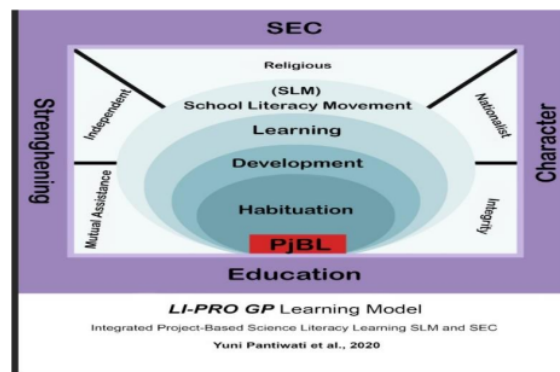 SEC
Religious
(SLM)
School Literacy Movement
Independent
Nationalist
Learning
Strenghening
Character
Development
Mutual Assistance
Habituation
Integrity
PjBL
Education
LI-PRO GP Learning Model
Integrated Project-Based Science Literacy Learning SLM and SEC
Yuni Pantiwati et al., 2020